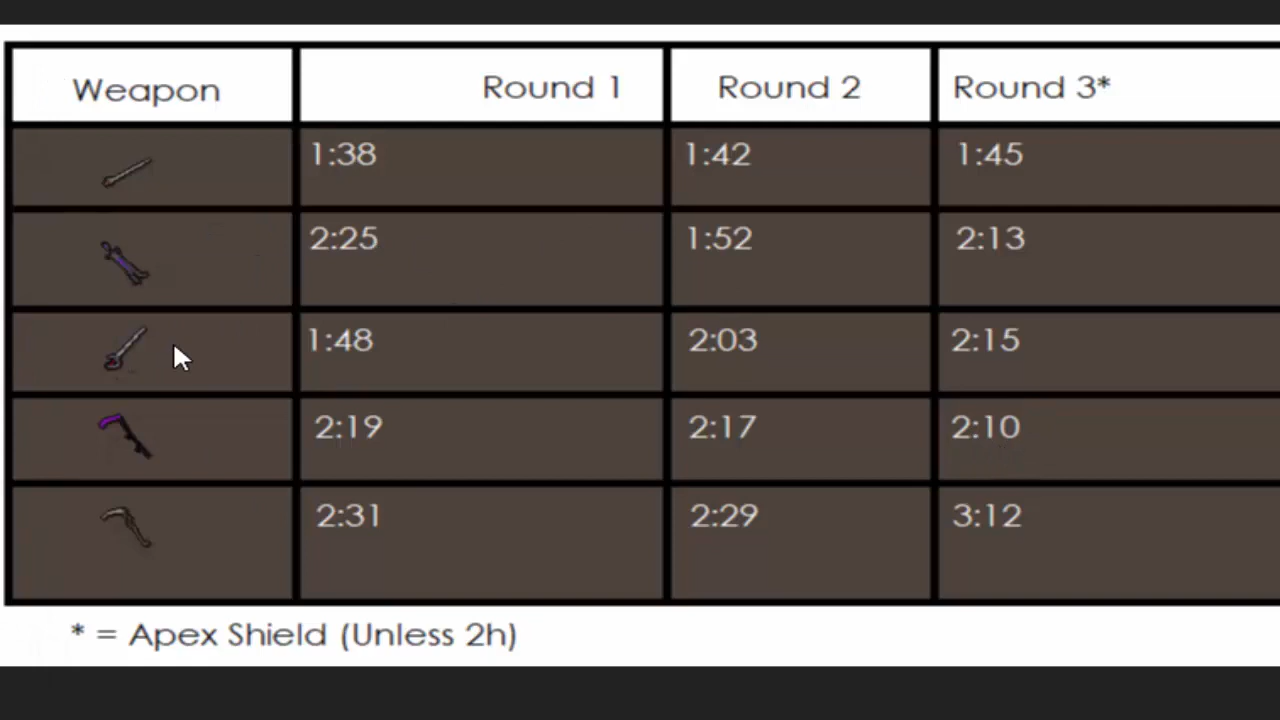 Weapon Round 1 Round 2 Round 3*
1:38 1:42 1:45
2:25 1:52 2:13
1:48 2:03 2:15
2:19 2:17 2:10
2:31 2:29 3:12
* = Apex Shield (Unless 2h)